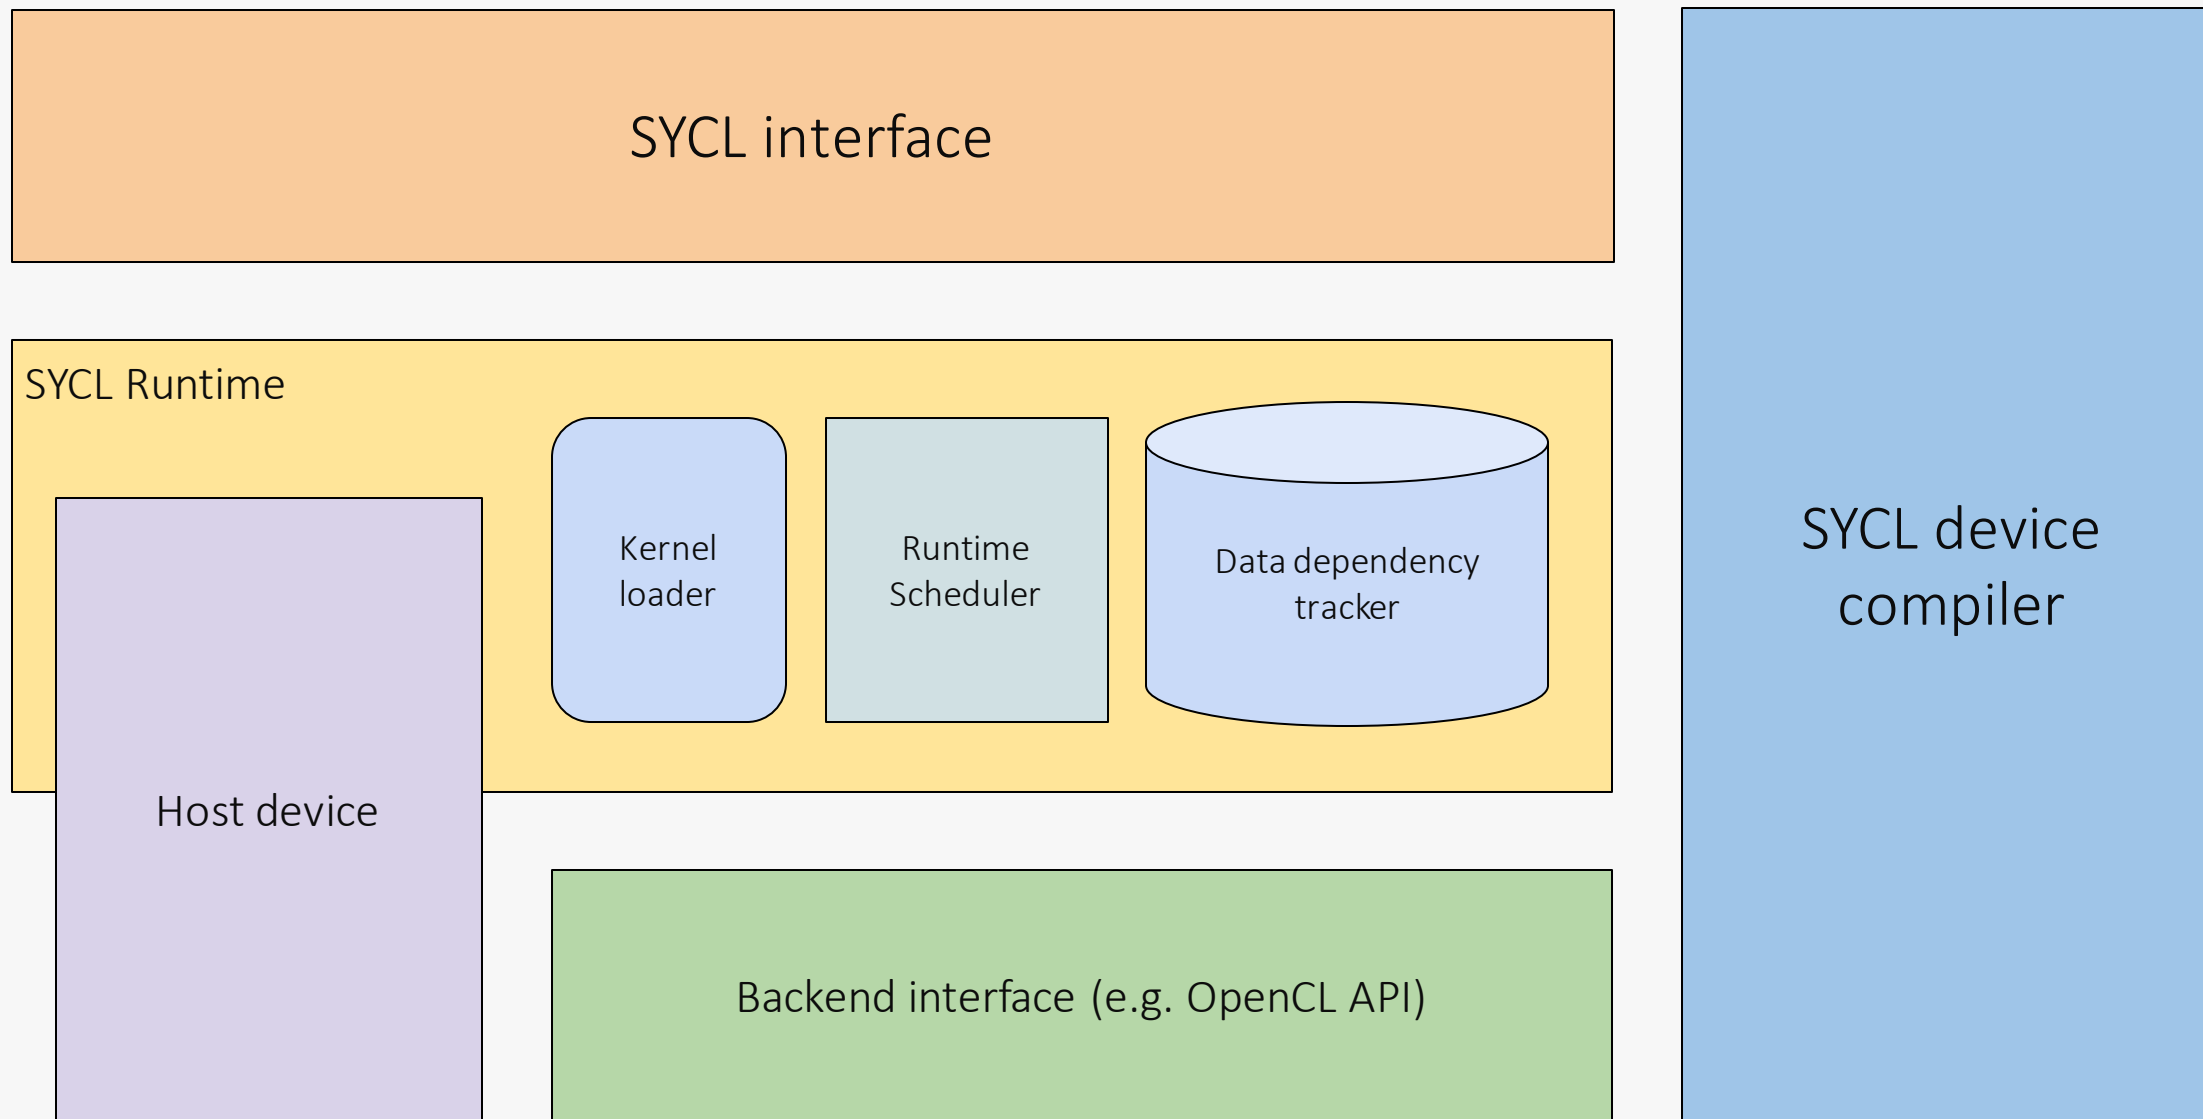 SYCL interface
SYCL Runtime
Kernel
loader
Runtime
Scheduler
Data dependency
tracker
Host device
Backend interface (e.g. OpenCL API)
SYCL device
compiler